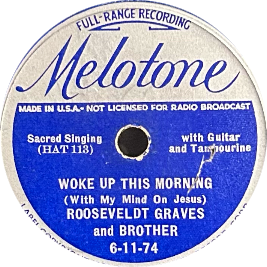 FULL-RANGE RECORDING
Melotone
MADE IN U.S.A.- NOT LICENSED FOR RADIO BROADCAST
Sacred Singing
(HAT 113)
with Guitar
and Tambourine
WOKE UP THIS MORNING
(With My Mind On Jesus)
ROOSEVELDT GRAVES
and BROTHER
6-11-74